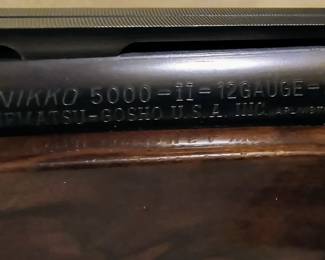 NIKKO 5000-II-12GAUGE-
GOSHO U.S.A. INC.